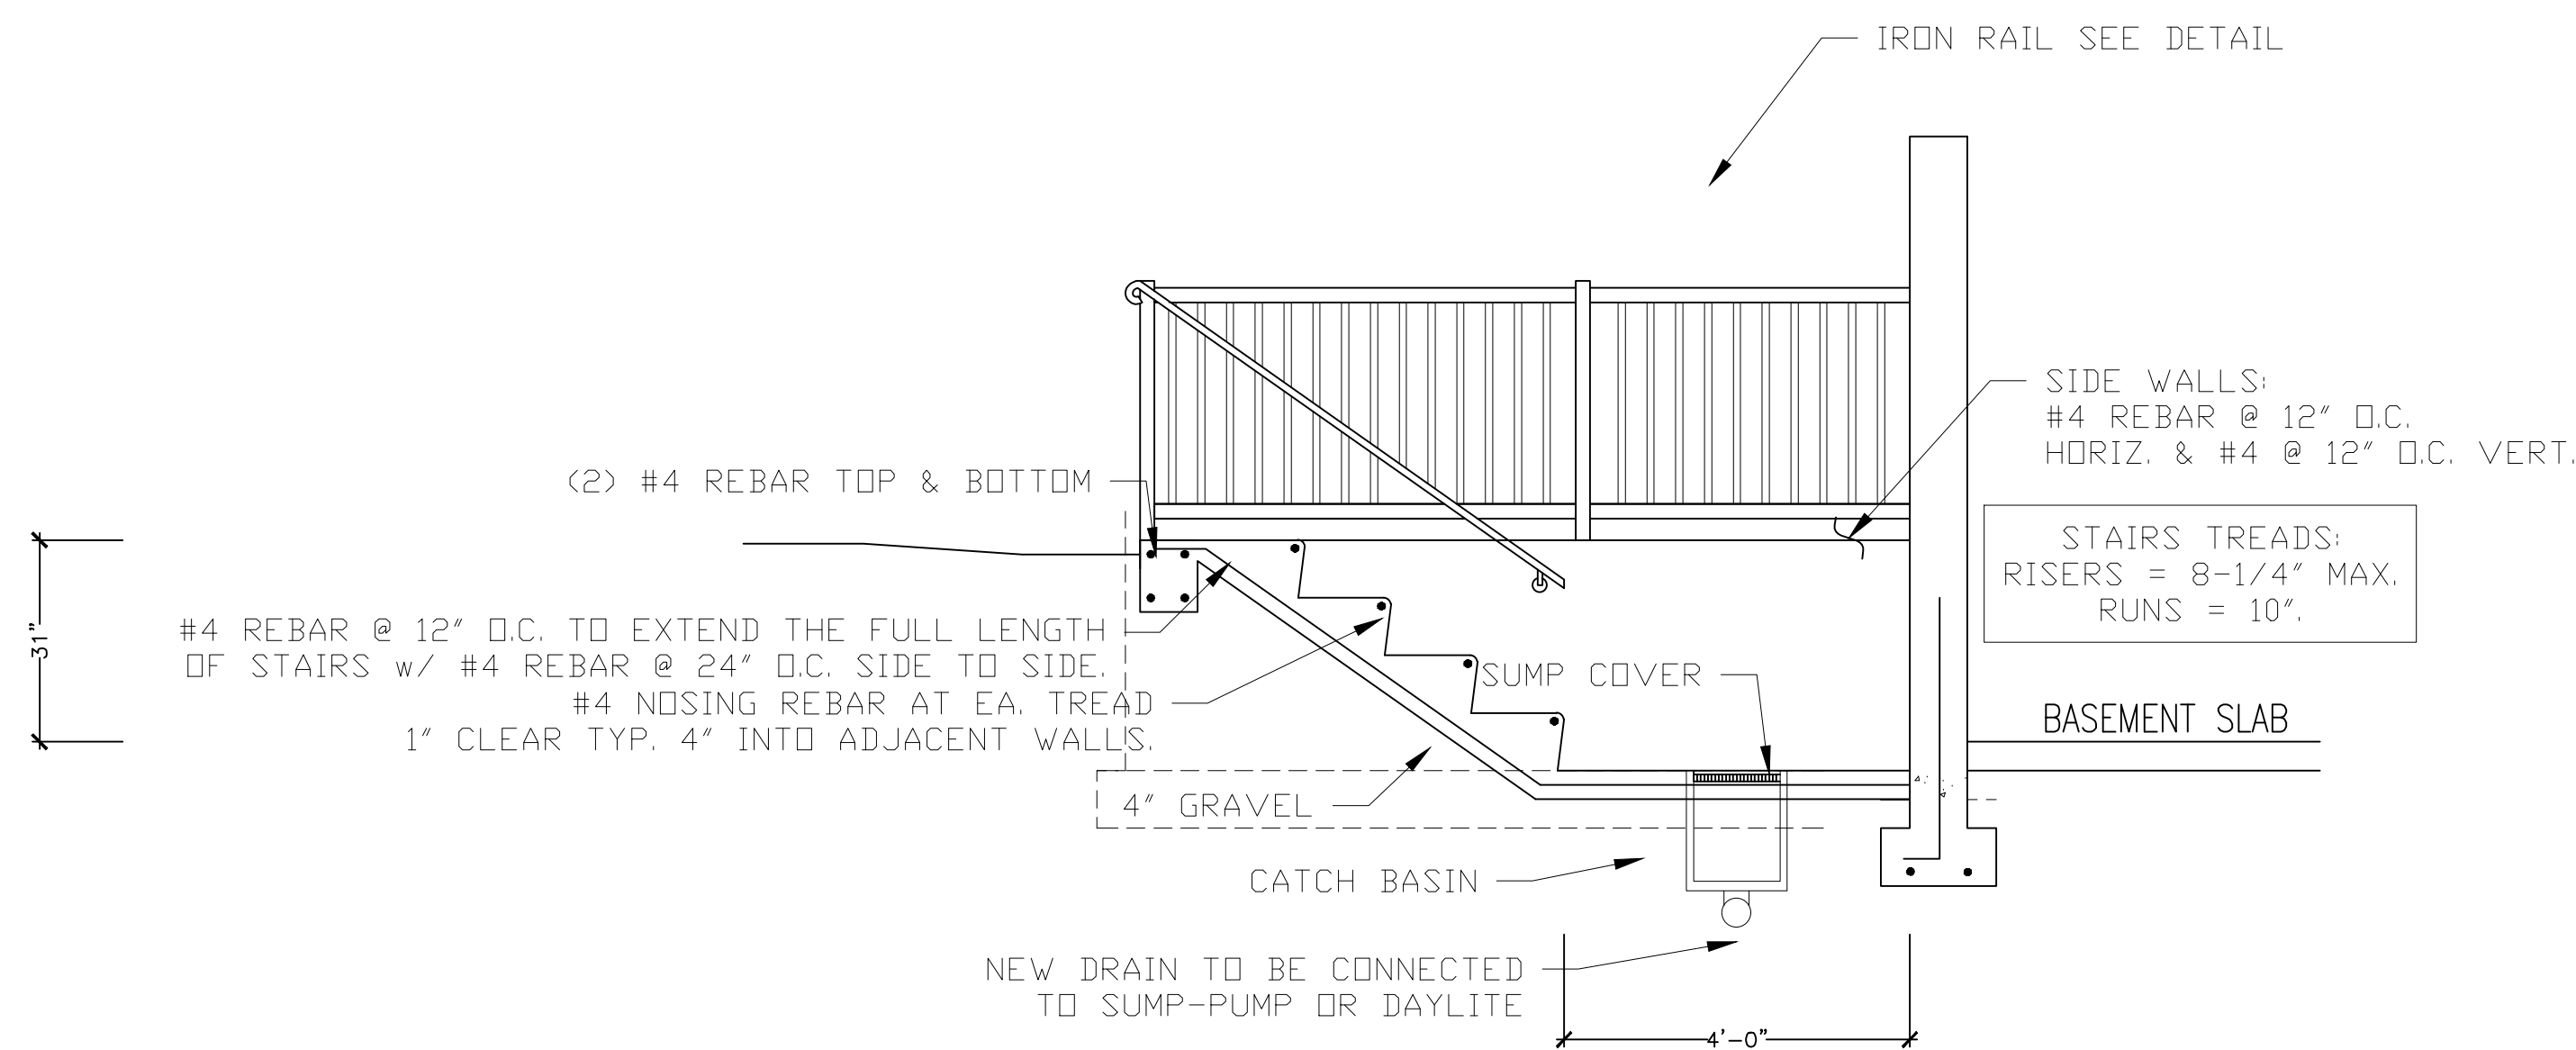 IRON RAIL SEE DETAIL
SIDE WALLS:
#4 REBAR @ 12" O.C.
HORIZ. & #4 @ 12" O.C. VERT.
(2) #4 REBAR TOP & BOTTOM
STAIRS TREADS:
RISERS = 8-1/4" MAX.
RUNS = 10".
31"
#4 REBAR @ 12" O.C. TO EXTEND THE FULL LENGTH
OF STAIRS w/ #4 REBAR @ 24" O.C. SIDE TO SIDE.
#4 NOSING REBAR AT EA. TREAD
1" CLEAR TYP. 4" INTO ADJACENT WALLS.
SUMP COVER
BASEMENT SLAB
4" GRAVEL
CATCH BASIN
NEW DRAIN TO BE CONNECTED
TO SUMP-PUMP OR DAYLITE
4'-0"